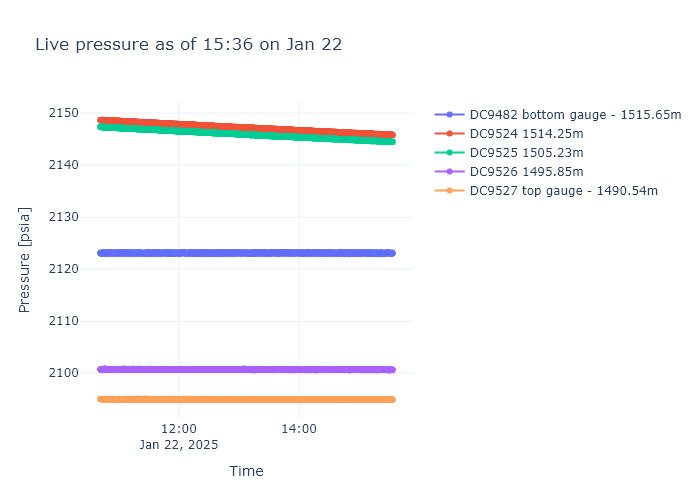 Live pressure as of 15:36 on Jan 22
Pressure [psia]
2150
2140
2130
2120
2110
2100
12:00
Jan 22, 2025
14:00
Time
DC9482 bottom gauge - 1515.65m
DC9524 1514.25m
DC9525 1505.23m
DC9526 1495.85m
DC9527 top gauge - 1490.54m